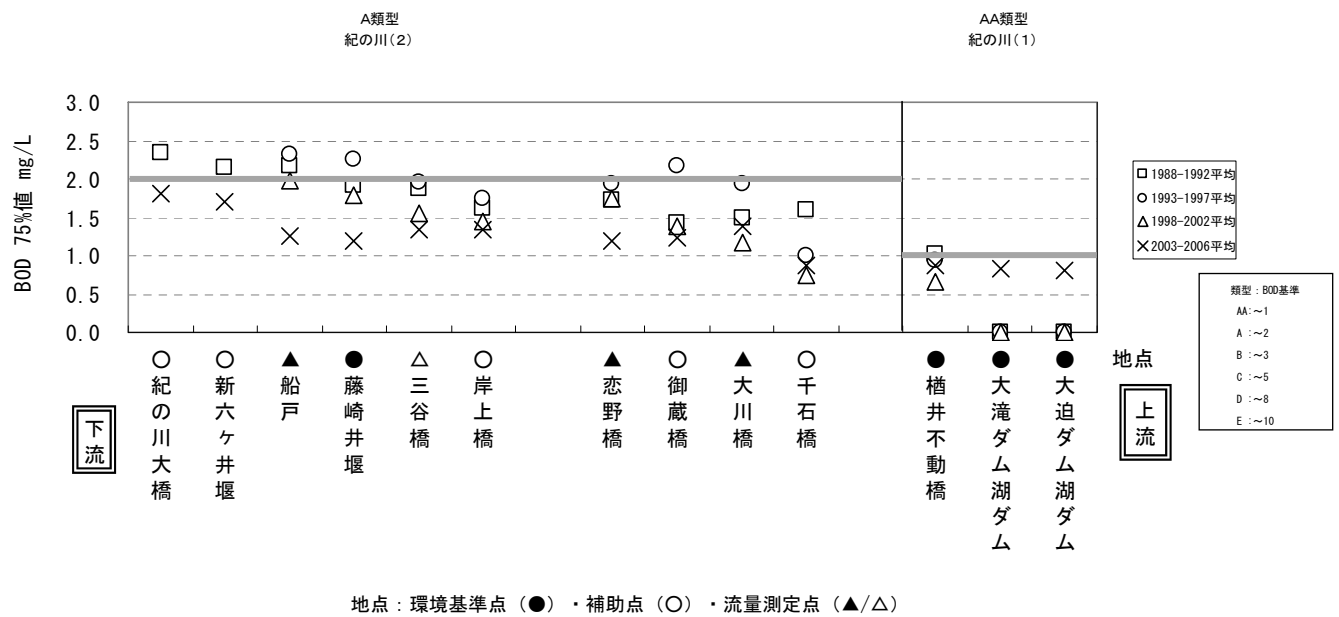 A類型
紀の川(2)
AA類型
紀の川(1)
BOD 75%値 mg/L
3.0
2.5
2.0
1.5
1.0
0.5
0.0
□ 1988-1992平均
○ 1993-1997平均
△ 1998-2002平均
× 2003-2006平均
類型：BOD基準
AA：～1
A ：～2
B ：～3
C ：～5
D ：～8
E ：～10
○ ○ ▲ ● △ ○ ▲ ○ ▲ ○ ● ● ● 地点
下流
紀の川大橋
新六ヶ井堰
船戸
藤崎井堰
三谷橋
岸上橋
恋野橋
御蔵橋
大川橋
千石橋
楢井不動橋
大滝ダム湖ダム
大迫ダム湖ダム
上流
地点：環境基準点（●）・補助点（○）・流量測定点（▲/△）